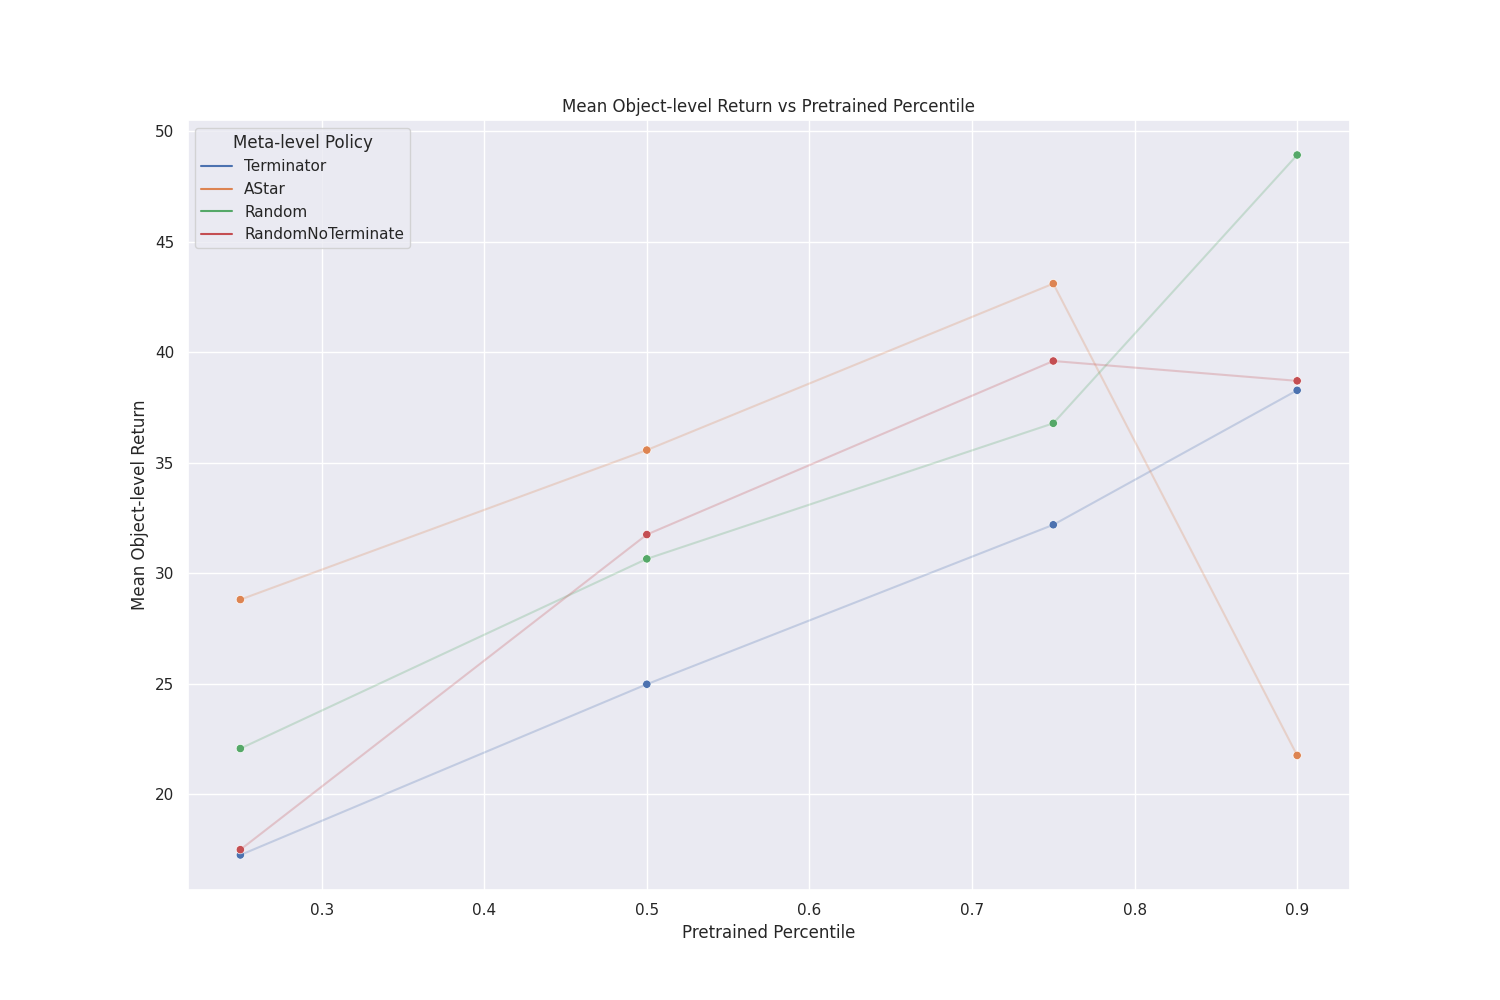 Mean Object-level Return vs Pretrained Percentile
Meta-level Policy
Terminator
AStar
Random
RandomNoTerminate
50
45
40
35
30
25
20
Mean Object-level Return
0.3 0.4 0.5 0.6 0.7 0.8 0.9
Pretrained Percentile